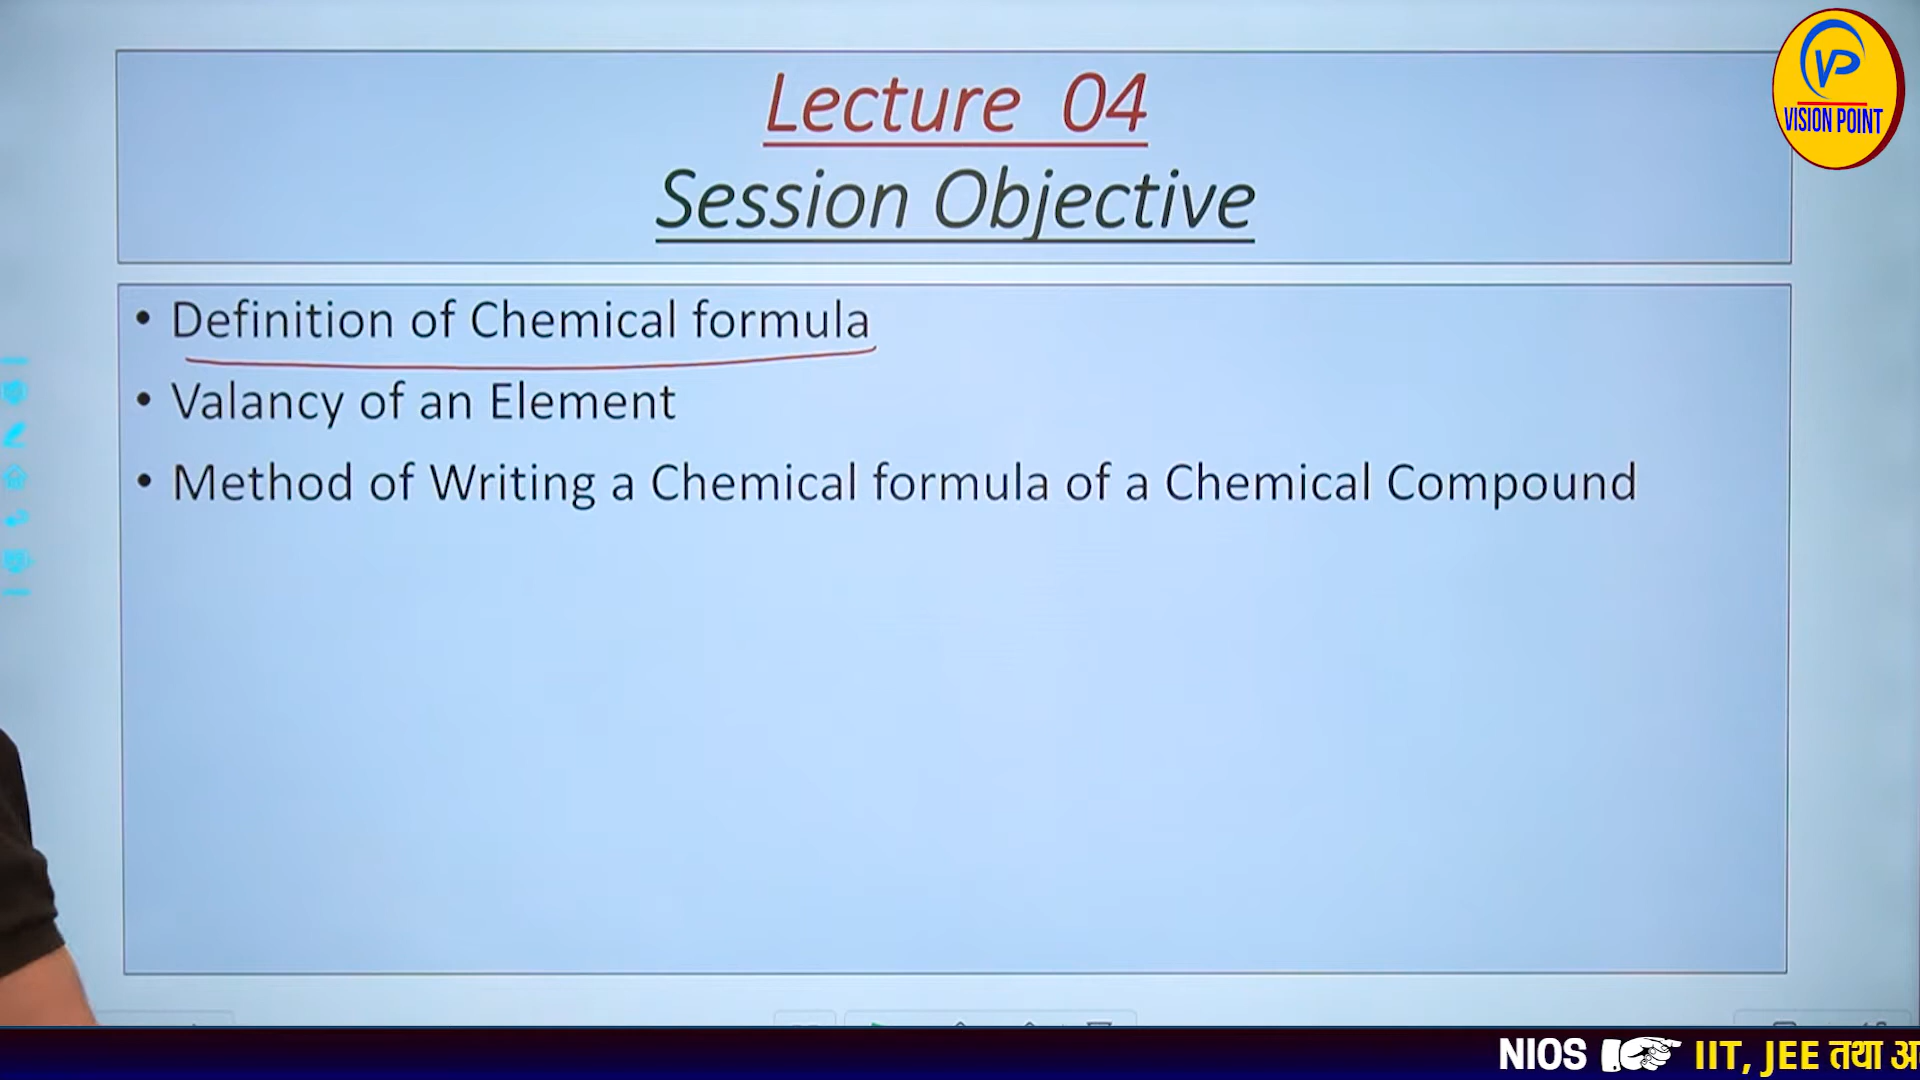 Lecture 04
Session Objective
VP
VISION POINT
• Definition of Chemical formula
• Valancy of an Element
• Method of Writing a Chemical formula of a Chemical Compound
NIOS IIT, JEE तथा